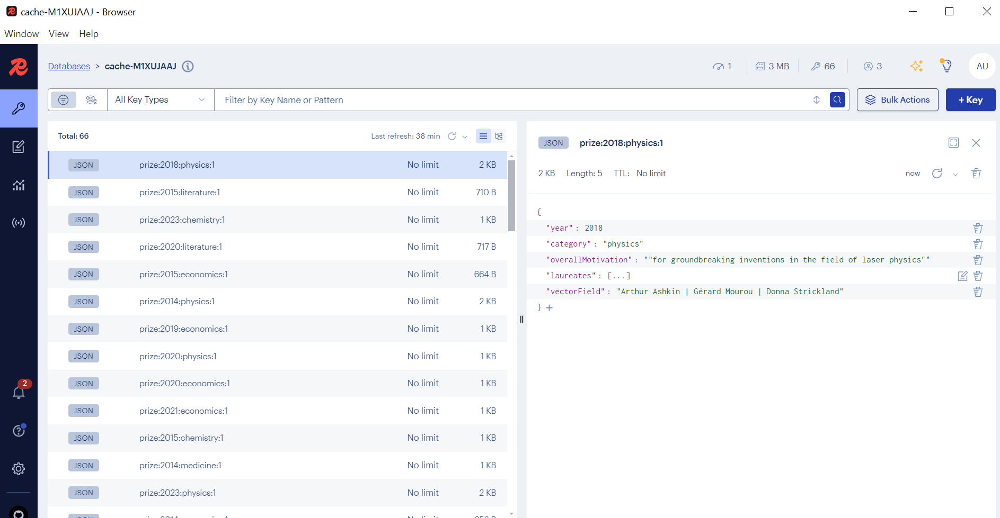 cache-M1XUJAAJ - Browser
Window View Help
Databases > cache-M1XUJAAJ
1 3 MB 66 3 AU
All Key Types Filter by Key Name or Pattern Bulk Actions + Key
Total: 66 Last refresh: 38 min
JSON prize:2018:physics:1 No limit 2 KB
JSON prize:2015:literature:1 No limit 710 B
JSON prize:2023:chemistry:1 No limit 1 KB
JSON prize:2020:literature:1 No limit 717 B
JSON prize:2015:economics:1 No limit 664 B
JSON prize:2014:physics:1 No limit 2 KB
JSON prize:2019:economics:1 No limit 1 KB
JSON prize:2020:physics:1 No limit 1 KB
JSON prize:2020:economics:1 No limit 1 KB
JSON prize:2021:economics:1 No limit 1 KB
JSON prize:2015:chemistry:1 No limit 1 KB
JSON prize:2014:medicine:1 No limit 1 KB
JSON prize:2023:physics:1 No limit 2 KB
JSON prize:2018:physics:1
2 KB Length: 5 TTL: No limit now
{
"year" : 2018
"category" : "physics"
"overallMotivation" : ""for groundbreaking inventions in the field of laser physics""
"laureates" : [...]
"vectorField" : "Arthur Ashkin | Gérard Mourou | Donna Strickland"
} +
2